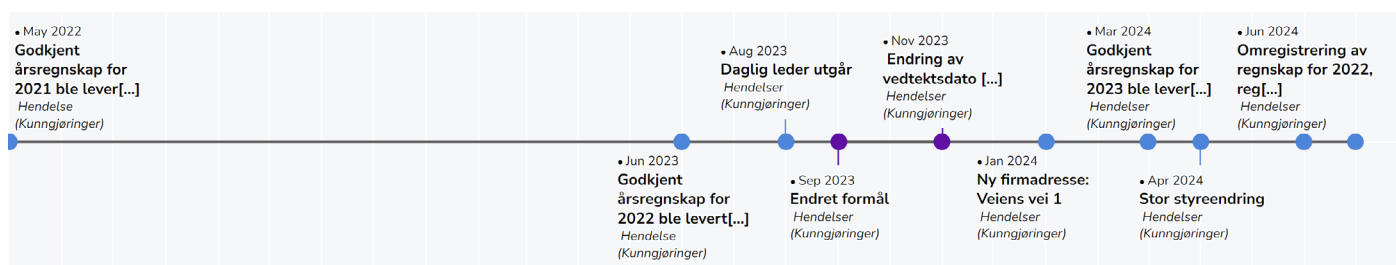 • May 2022
Godkjent
årsregnskap for
2021 ble lever[...]
Hendelse
(Kunngjøringer)
• Jun 2023
Godkjent
årsregnskap for
2022 ble levert[...]
Hendelse
(Kunngjøringer)
• Aug 2023
Daglig leder utgår
Hendelser
(Kunngjøringer)
• Sep 2023
Endret formål
Hendelser
(Kunngjøringer)
• Nov 2023
Endring av
vedtektsdato [...]
Hendelser
(Kunngjøringer)
• Jan 2024
Ny firmadresse:
Veiens vei 1
Hendelser
(Kunngjøringer)
• Mar 2024
Godkjent
årsregnskap for
2023 ble lever[...]
Hendelser
(Kunngjøringer)
• Apr 2024
Stor styreendring
Hendelser
(Kunngjøringer)
• Jun 2024
Omregistrering av
regnskap for 2022,
reg[...]
Hendelser
(Kunngjøringer)